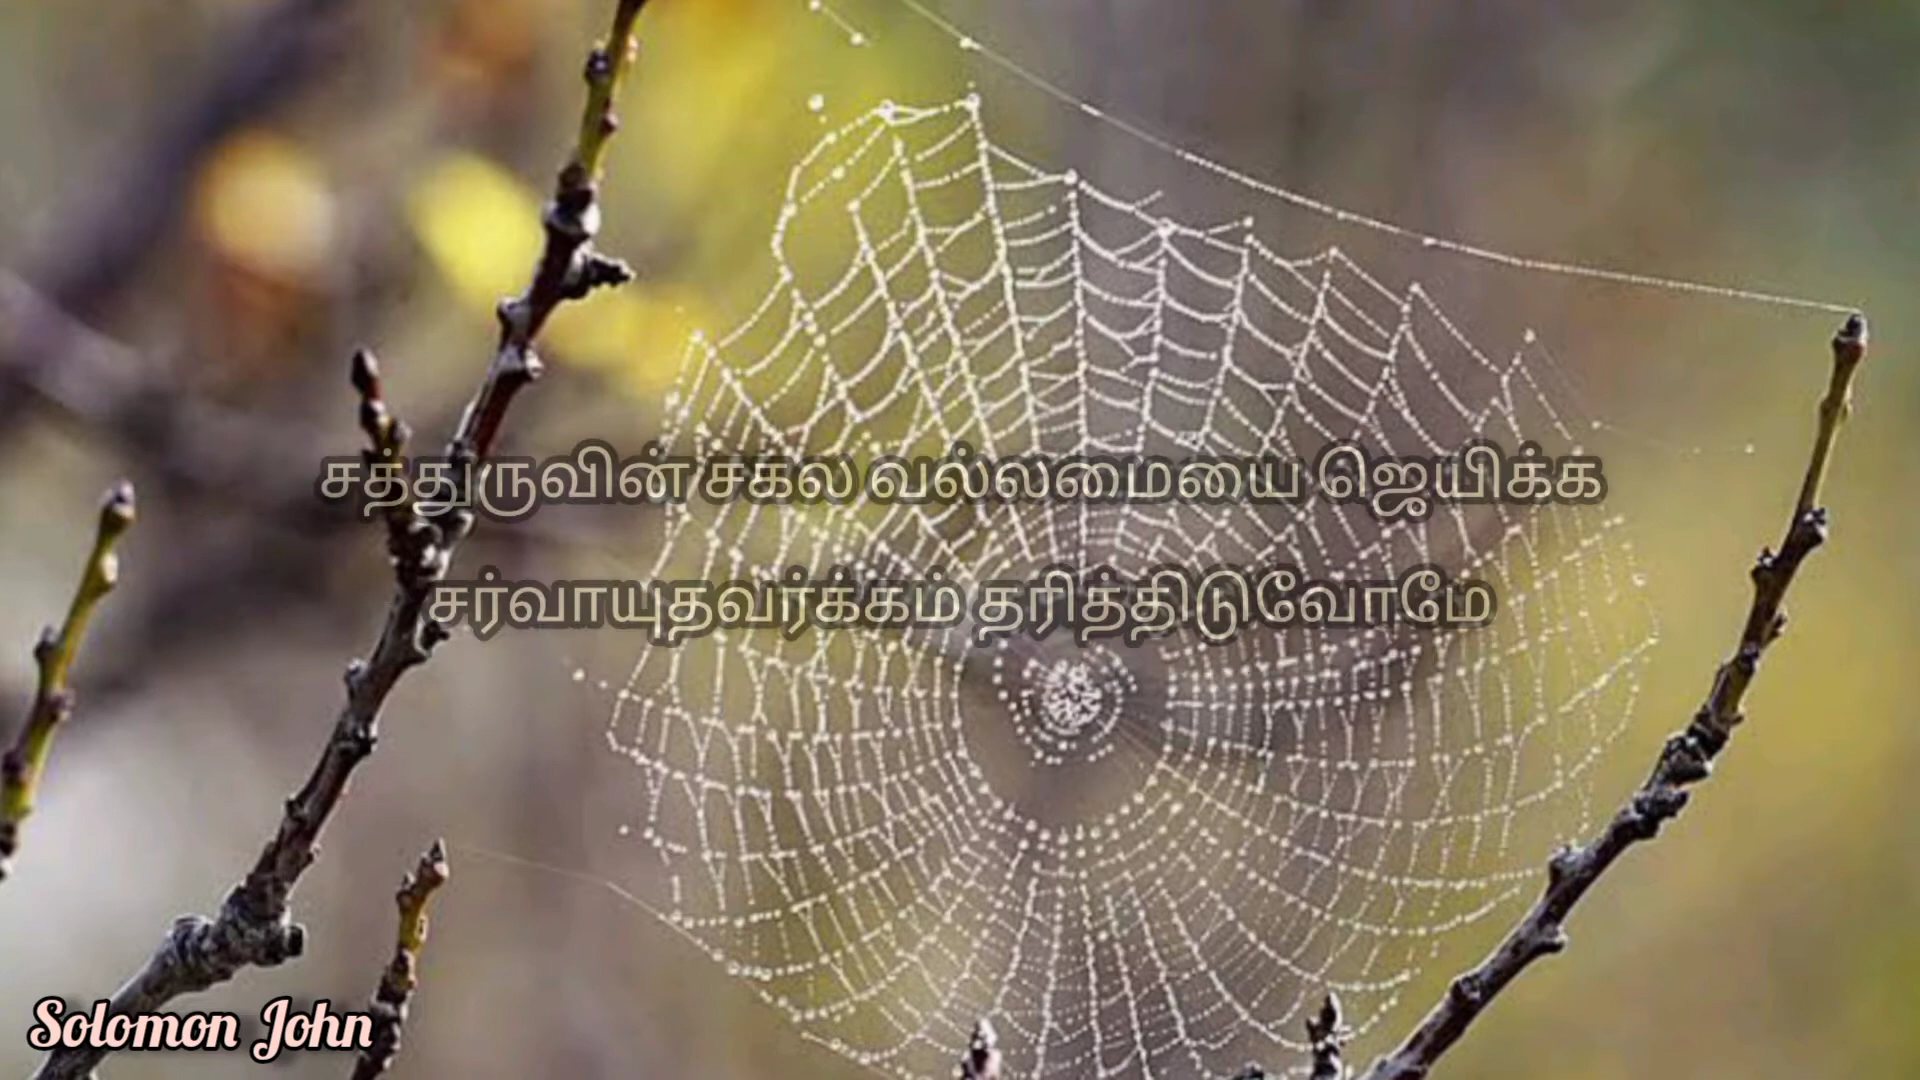 சத்துருவின் சகல வல்லமையை ஜெயிக்க
சர்வாயுதவர்க்கம் தரித்திடுவோமே
Solomon John